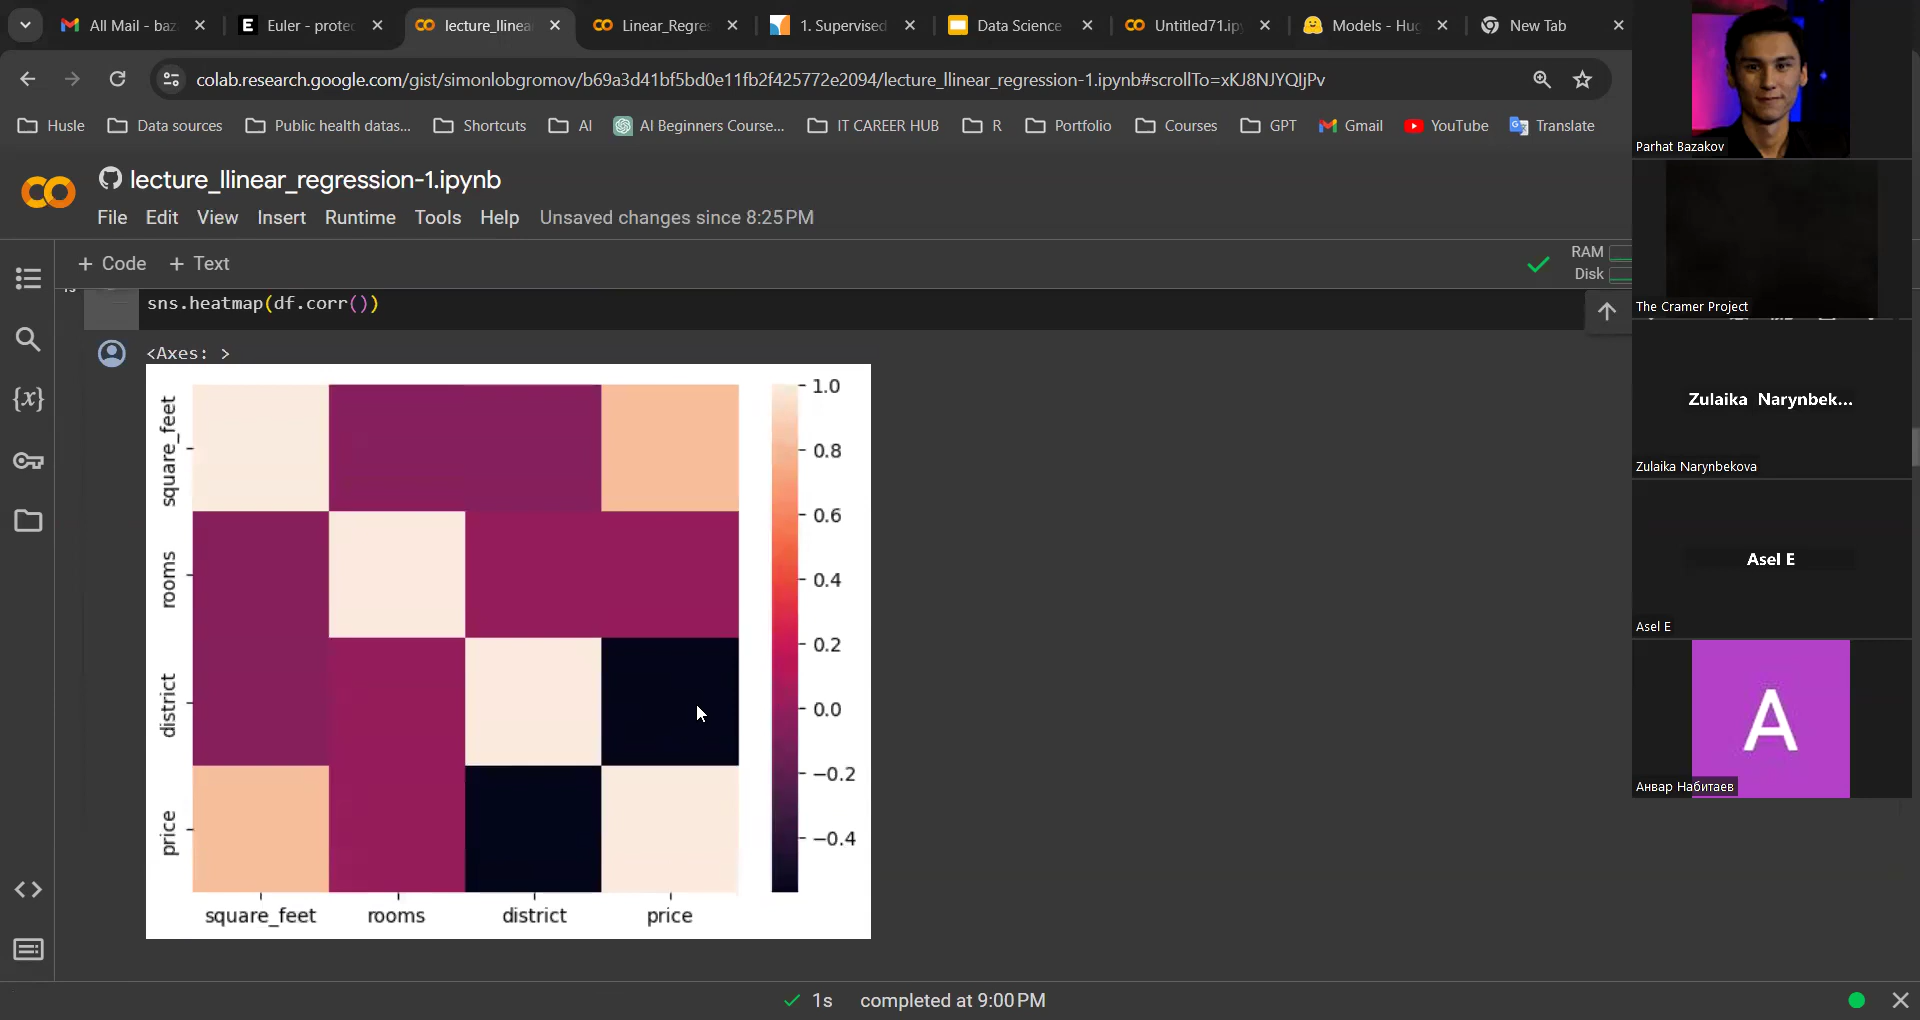 All Mail - baz
Euler - protec
lecture_llinea
Linear_Regre
1. Supervised
Data Science
Untitled71.ip
Models - Hug
New Tab
colab.research.google.com/gist/simonlobgromov/b69a3d41bf5bd0e11fb2f425772e2094/lecture_llinear_regression-1.ipynb#scrollTo=xKJ8NJYQljPv
Husle
Data sources
Public health datas...
Shortcuts
AI
AI Beginners Course...
IT CAREER HUB
R
Portfolio
Courses
GPT
Gmail
YouTube
Translate
Parhat Bazakov
lecture_llinear_regression-1.ipynb
File Edit View Insert Runtime Tools Help Unsaved changes since 8:25 PM
+ Code + Text
RAM
Disk
sns.heatmap(df.corr())
<Axes: >
square_feet
rooms
district
price
1.0
0.8
0.6
0.4
0.2
0.0
−0.2
−0.4
square_feet rooms district price
The Cramer Project
Zulaika Narynbek...
Zulaika Narynbekova
Asel E
Asel E
A
Анвар Набитаев
1s completed at 9:00 PM